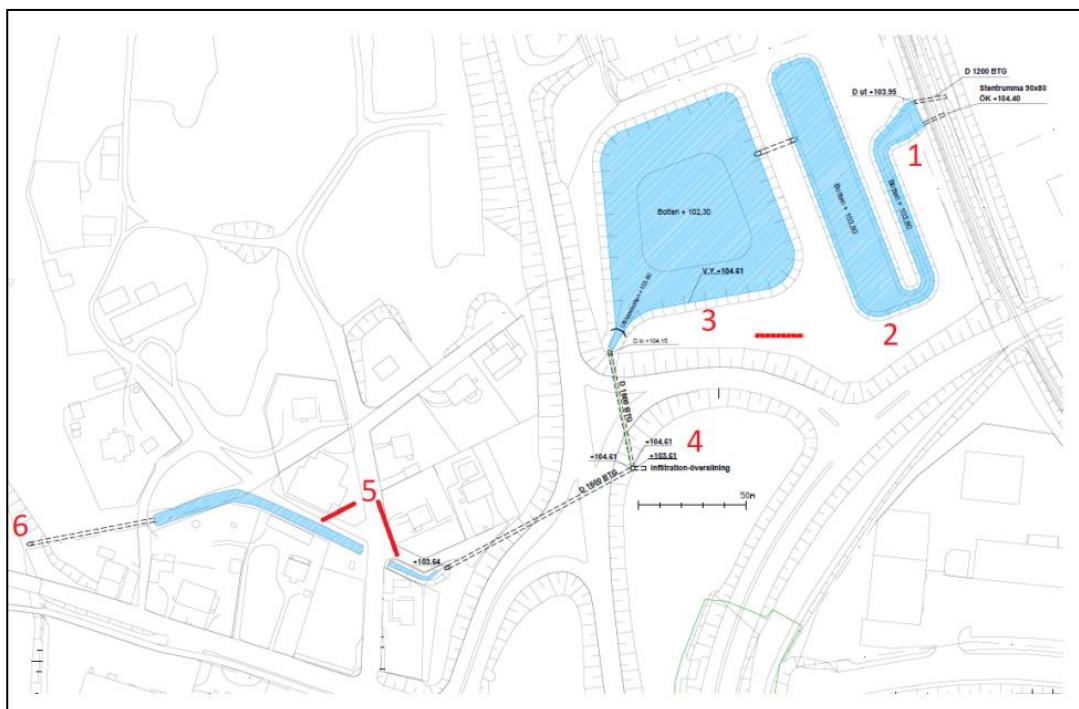 D 1200 BTG
D ut +103.95
Stentrumma 90x80
ÖK +104.40
1
Botten + 102,30
Botten + 103,80
V.Y.+104.61
3
2
D in +104.15
D 1600 BTG
4
+104.61
+104.61
+103.61
Infiltration-översilning
50m
5
6
+103.64